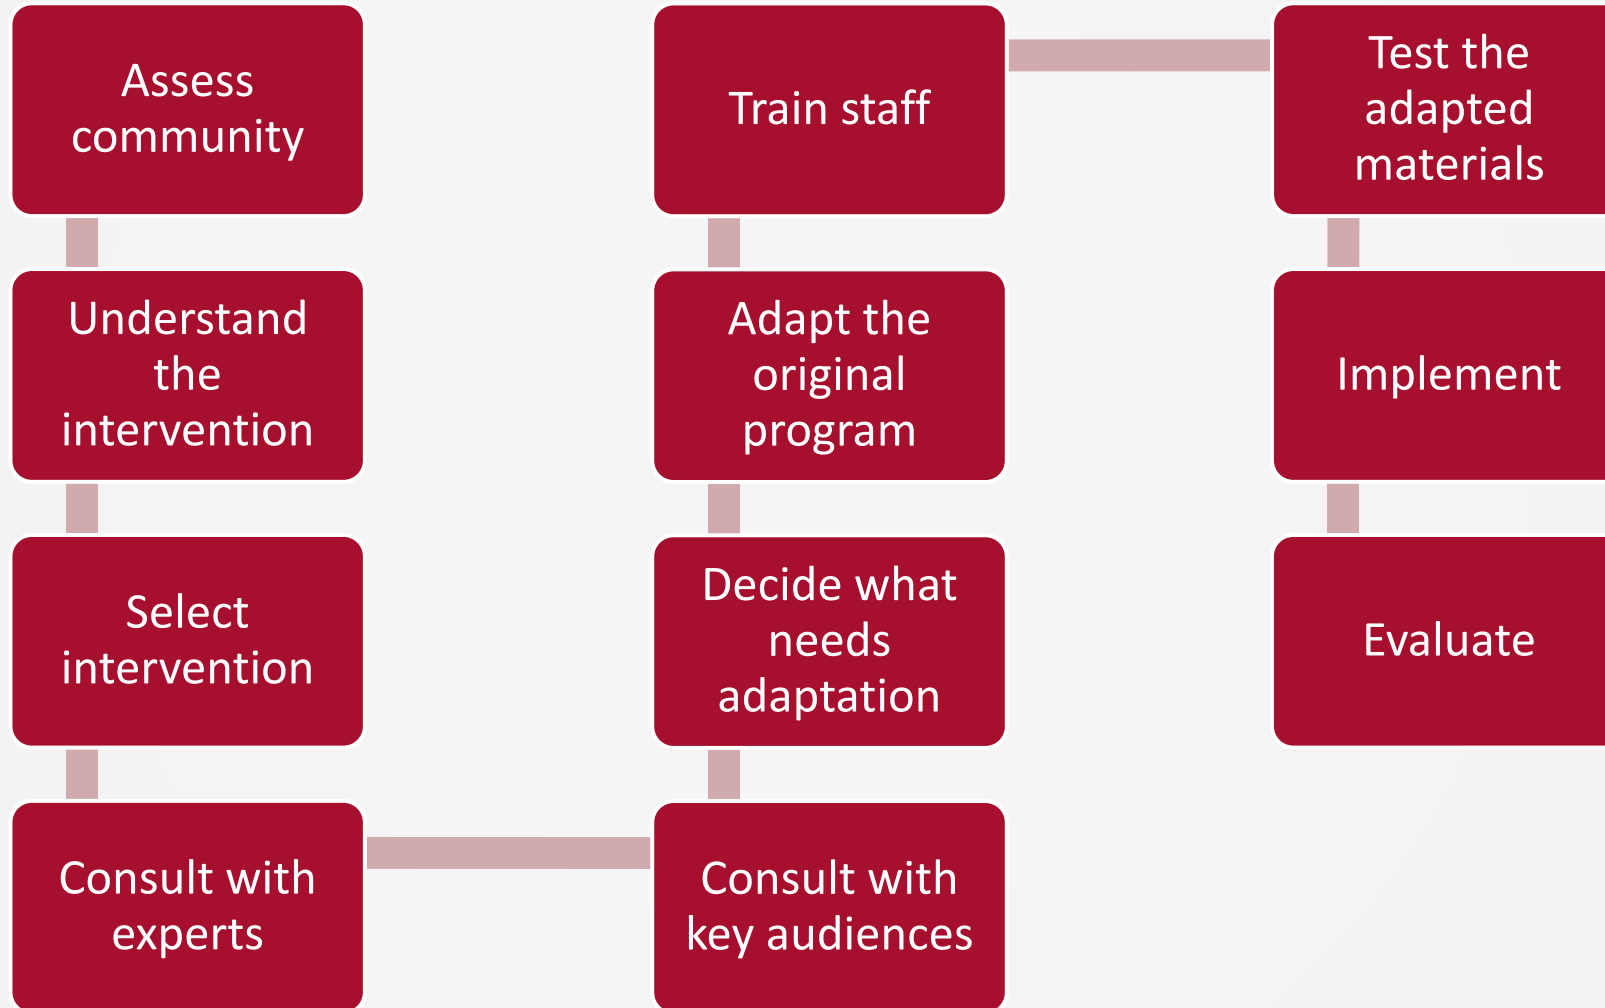 Assess
community
Understand
the
intervention
Select
intervention
Consult with
experts
Consult with
key audiences
Decide what
needs
adaptation
Adapt the
original
program
Train staff
Test the
adapted
materials
Implement
Evaluate